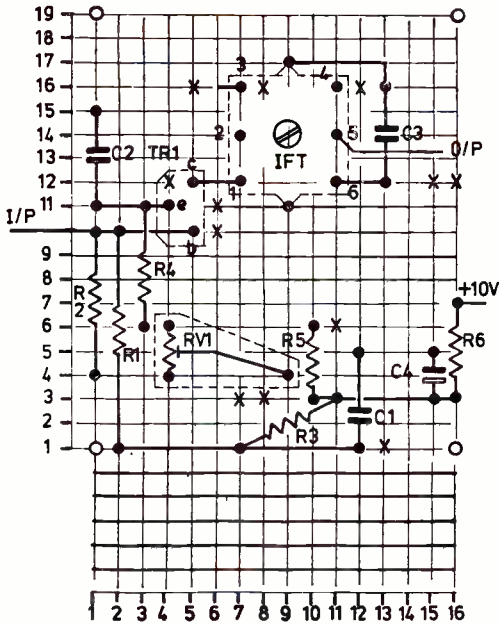 19
18
17
16
15
14
13
12
11
9
8
7
6
5
4
3
2
1
3
4
2
5
1
6
IFT
C2
TR1
c
e
b
C3
O/P
I/P
+10V
R4
R2
R1
RV1
R5
R6
C4
C1
R3
X
X
X
X
X
X
X
X
X
X
X
X
X
1 2 3 4 5 6 7 8 9 10 11 12 13 14 15 16